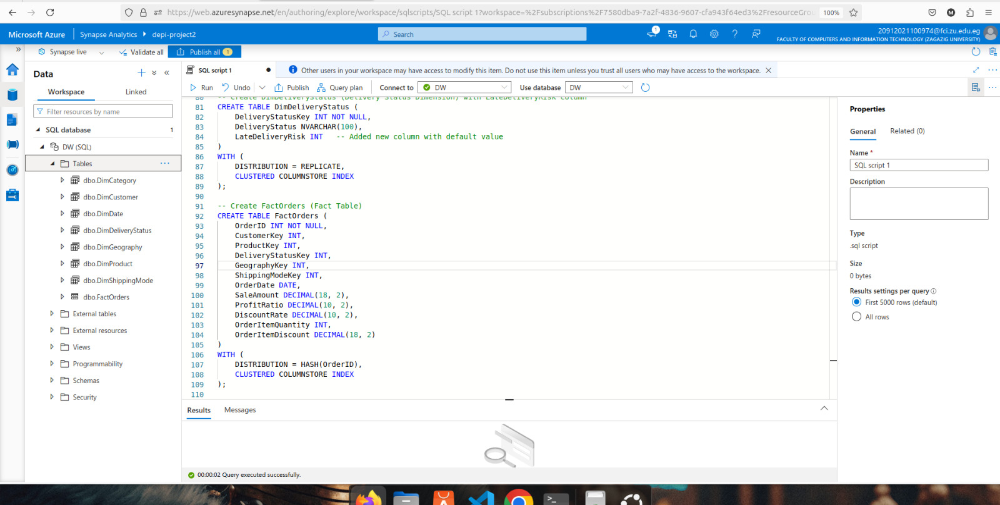 https://web.azuresynapse.net/en/authoring/explore/workspace/sqlscripts/SQL script 1?workspace=%2Fsubscriptions%2F7580dba9-7a2f-4836-9607-cfa943f64ed3%2FresourceGrou
100%
Microsoft Azure
Synapse Analytics
depi-project2
Search
1
20912021100974@fci.zu.edu.eg
FACULTY OF COMPUTERS AND INFORMATION TECHNOLOGY (ZAGAZIG UNIVERSITY)
Synapse live
Validate all
Publish all 1
Data
Workspace
Linked
Filter resources by name
SQL database
1
DW (SQL)
Tables
dbo.DimCategory
dbo.DimCustomer
dbo.DimDate
dbo.DimDeliveryStatus
dbo.DimGeography
dbo.DimProduct
dbo.DimShippingMode
dbo.FactOrders
External tables
External resources
Views
Programmability
Schemas
Security
SQL script 1
Other users in your workspace may have access to modify this item. Do not use this item unless you trust all users who may have access to the workspace.
Run
Undo
Publish
Query plan
Connect to
DW
Use database
DW
80 -- Create DimDeliveryStatus (Delivery Status Dimension) with LateDeliveryRisk column
81 CREATE TABLE DimDeliveryStatus (
82 DeliveryStatusKey INT NOT NULL,
83 DeliveryStatus NVARCHAR(100),
84 LateDeliveryRisk INT -- Added new column with default value
85 )
86 WITH (
87 DISTRIBUTION = REPLICATE,
88 CLUSTERED COLUMNSTORE INDEX
89 );
90
91 -- Create FactOrders (Fact Table)
92 CREATE TABLE FactOrders (
93 OrderID INT NOT NULL,
94 CustomerKey INT,
95 ProductKey INT,
96 DeliveryStatusKey INT,
97 GeographyKey INT,
98 ShippingModeKey INT,
99 OrderDate DATE,
100 SaleAmount DECIMAL(18, 2),
101 ProfitRatio DECIMAL(10, 2),
102 DiscountRate DECIMAL(10, 2),
103 OrderItemQuantity INT,
104 OrderItemDiscount DECIMAL(18, 2)
105 )
106 WITH (
107 DISTRIBUTION = HASH(OrderID),
108 CLUSTERED COLUMNSTORE INDEX
109 );
110
Results
Messages
00:00:02 Query executed successfully.
Properties
General
Related (0)
Name *
SQL script 1
Description
Type
.sql script
Size
0 bytes
Results settings per query
First 5000 rows (default)
All rows